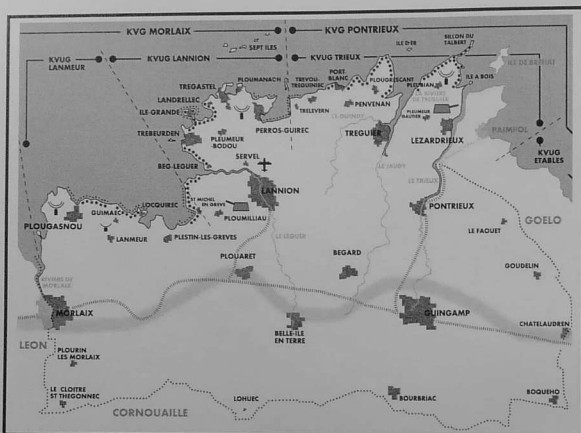 KVG MORLAIX
KVG PONTRIEUX
KVUG
LANMEUR
KVUG LANNION
KVUG TRIEUX
SEPT ILES
ILE D'ER
SILLON DU
TALBERT
PLOUMANACH
TREGASTEL
TREVOU-
TREGUINEC
PORT
BLANC
PLOUGRESCANT
PLEUBIAN
ILE A BOIS
ILE DE BREHAT
LANDRELLEC
ILE-GRANDE
PERROS-GUIREC
TRELEVERN
PENVENAN
PLEUMEUR
GAUTIER
LEZARDRIEUX
PAIMPOL
KVUG
ETABLES
TREBEURDEN
PLEUMEUR
-BODOU
TREGUIER
BEG-LEGUER
SERVEL
LANNION
LE JAUDY
LE TRIEUX
PONTRIEUX
LOCQUIREC
ST MICHEL
EN GREVE
PLOUMILLIAU
GUIMAEC
PLOUGASNOU
LANMEUR
PLESTIN-LES-GREVES
LE LEGUER
LE FAOUET
GOELO
PLOUARET
BEGARD
GOUDELIN
RIVIERE DE
MORLAIX
MORLAIX
BELLE-ILE
EN TERRE
GUINGAMP
CHATELAUDREN
LEON
PLOURIN
LES MORLAIX
LE CLOITRE
ST THEGONNEC
CORNOUAILLE
LOHUEC
BOURBRIAC
BOQUEHO